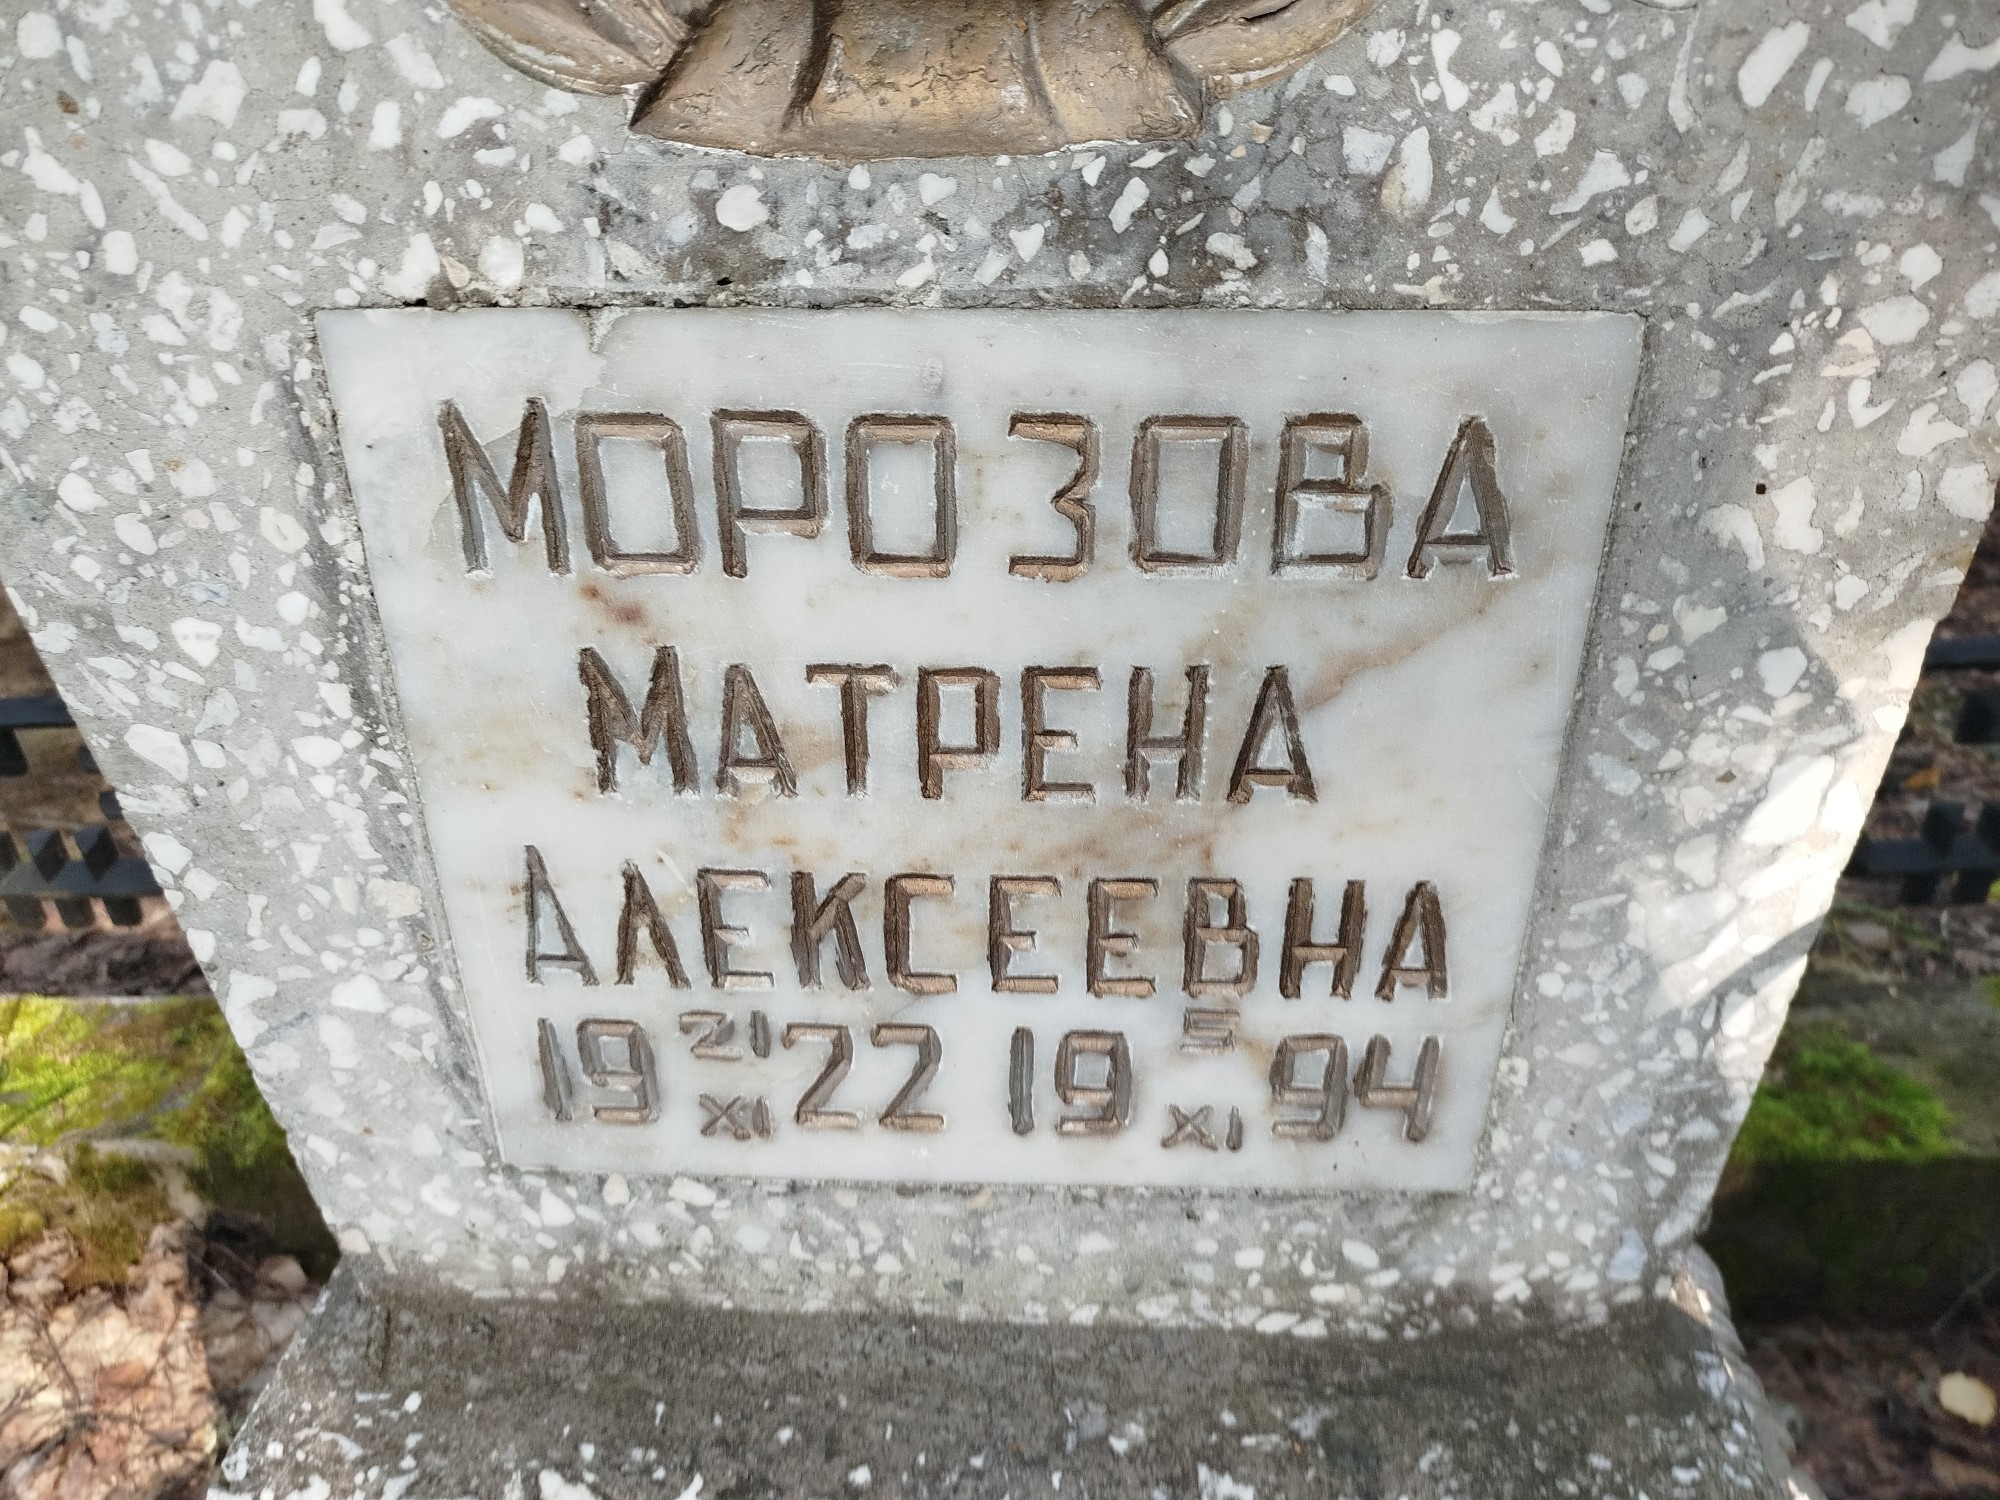 МОРОЗОВА
МАТРЕНА
АЛЕКСЕЕВНА
19 21/XI 22 19 5/XI 94